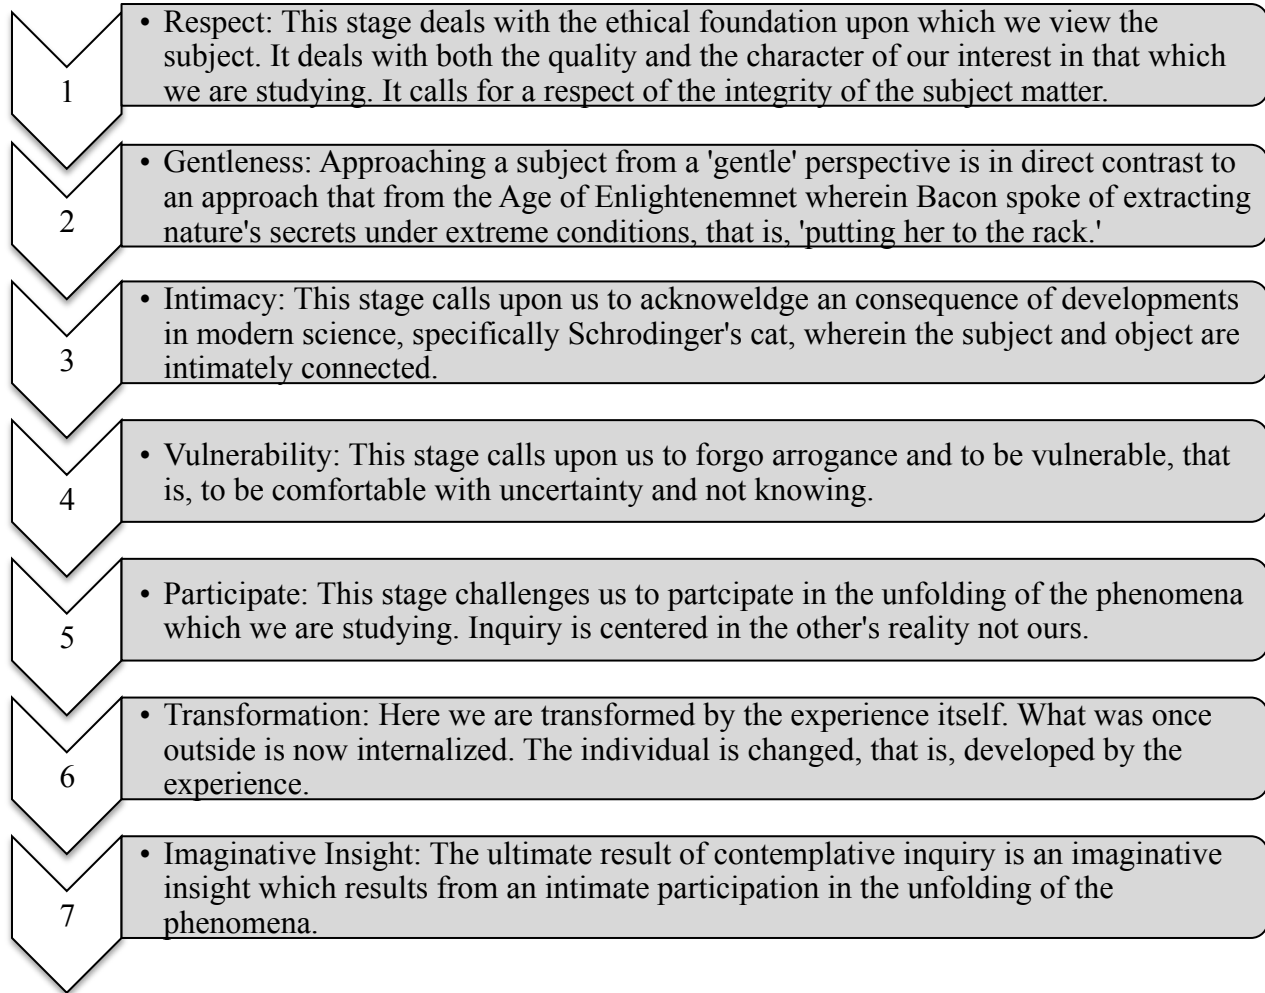 1
• Respect: This stage deals with the ethical foundation upon which we view the
subject. It deals with both the quality and the character of our interest in that which
we are studying. It calls for a respect of the integrity of the subject matter.
2
• Gentleness: Approaching a subject from a 'gentle' perspective is in direct contrast to
an approach that from the Age of Enlightenemnet wherein Bacon spoke of extracting
nature's secrets under extreme conditions, that is, 'putting her to the rack.'
3
• Intimacy: This stage calls upon us to acknoweldge an consequence of developments
in modern science, specifically Schrodinger's cat, wherein the subject and object are
intimately connected.
4
• Vulnerability: This stage calls upon us to forgo arrogance and to be vulnerable, that
is, to be comfortable with uncertainty and not knowing.
5
• Participate: This stage challenges us to partcipate in the unfolding of the phenomena
which we are studying. Inquiry is centered in the other's reality not ours.
6
• Transformation: Here we are transformed by the experience itself. What was once
outside is now internalized. The individual is changed, that is, developed by the
experience.
7
• Imaginative Insight: The ultimate result of contemplative inquiry is an imaginative
insight which results from an intimate participation in the unfolding of the
phenomena.